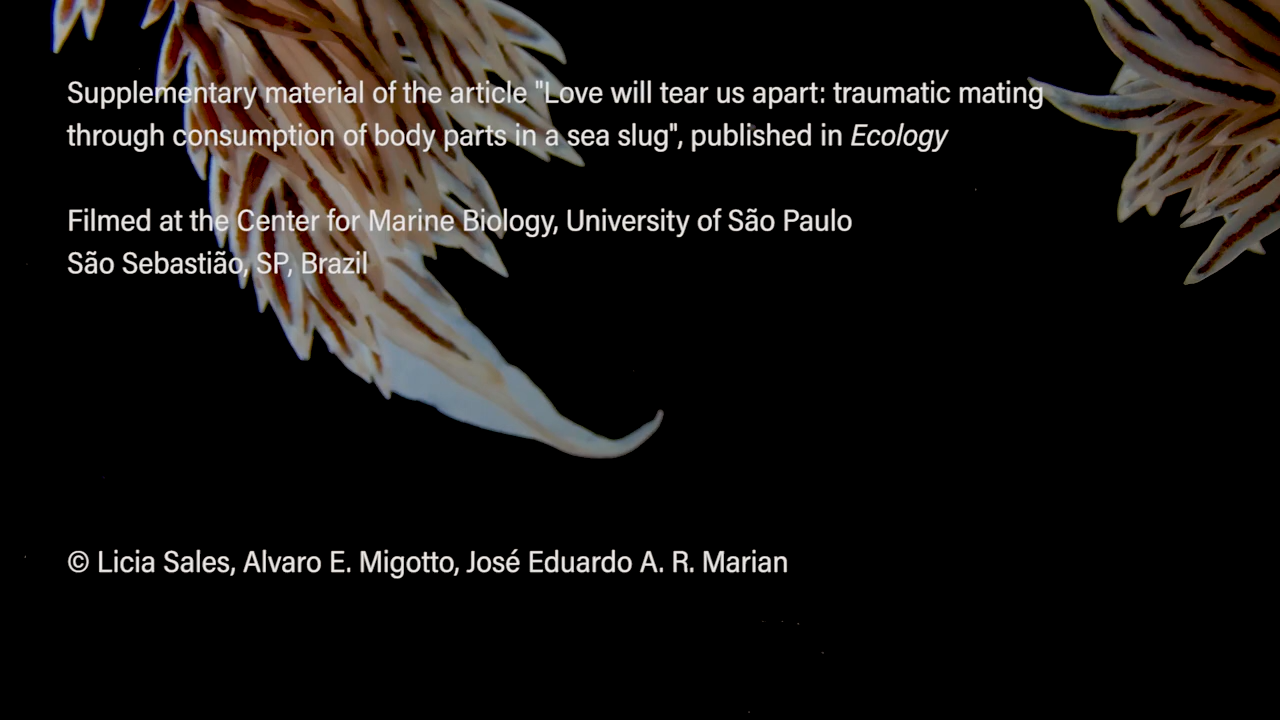 Supplementary material of the article "Love will tear us apart: traumatic mating
through consumption of body parts in a sea slug", published in Ecology
Filmed at the Center for Marine Biology, University of São Paulo
São Sebastião, SP, Brazil
© Licia Sales, Alvaro E. Migotto, José Eduardo A. R. Marian